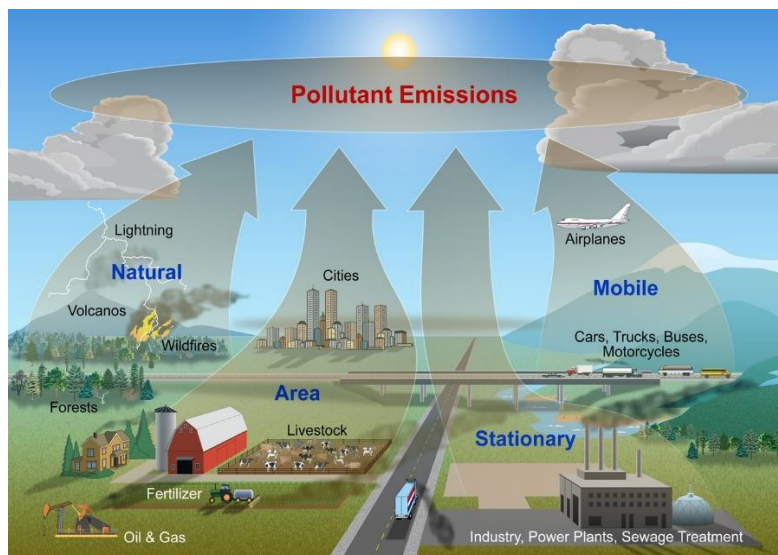 Pollutant Emissions
Lightning
Natural
Volcanos
Wildfires
Forests
Cities
Area
Livestock
Fertilizer
Oil & Gas
Airplanes
Mobile
Cars, Trucks, Buses,
Motorcycles
Stationary
Industry, Power Plants, Sewage Treatment